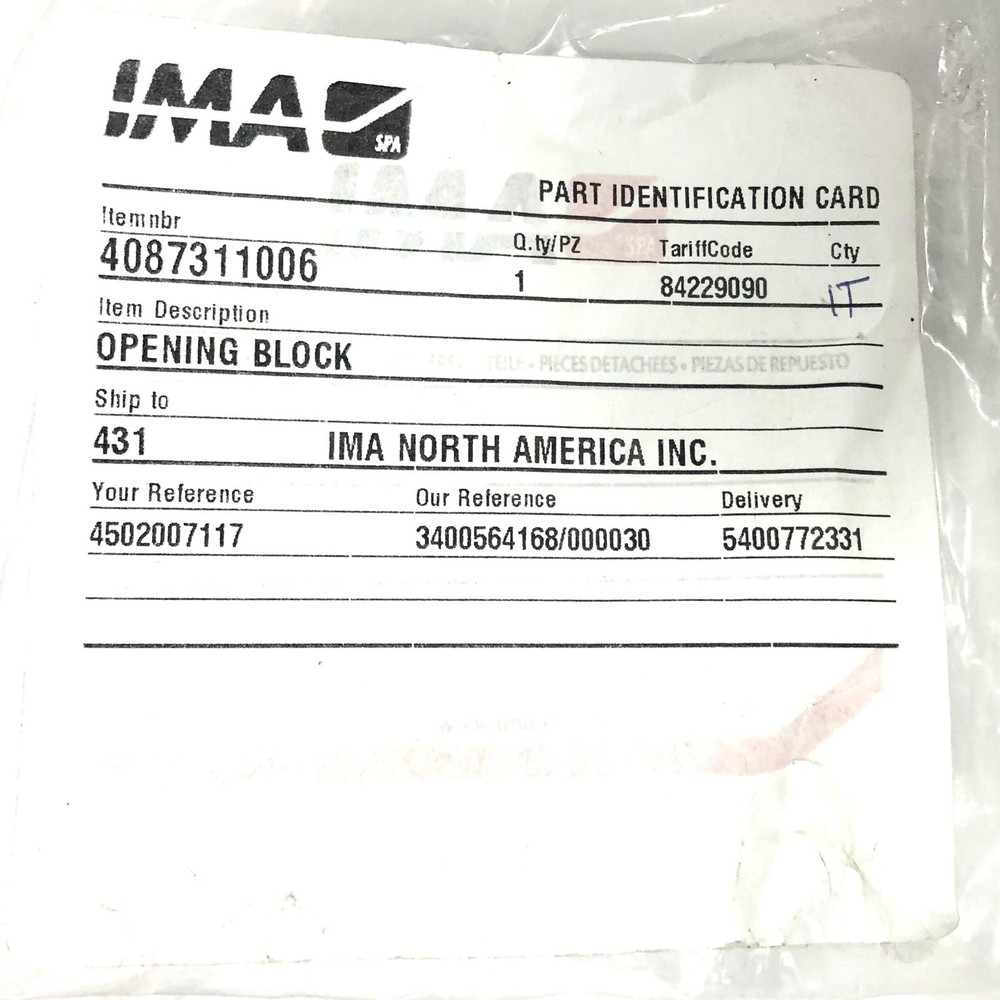 IMA SPA
PART IDENTIFICATION CARD
Itemnbr Q.ty/PZ TariffCode Cty
4087311006 1 84229090 IT
Item Description
OPENING BLOCK
TEILE • PIECES DETACHEES • PIEZAS DE REPUESTO
Ship to
431 IMA NORTH AMERICA INC.
Your Reference Our Reference Delivery
4502007117 3400564168/000030 5400772331